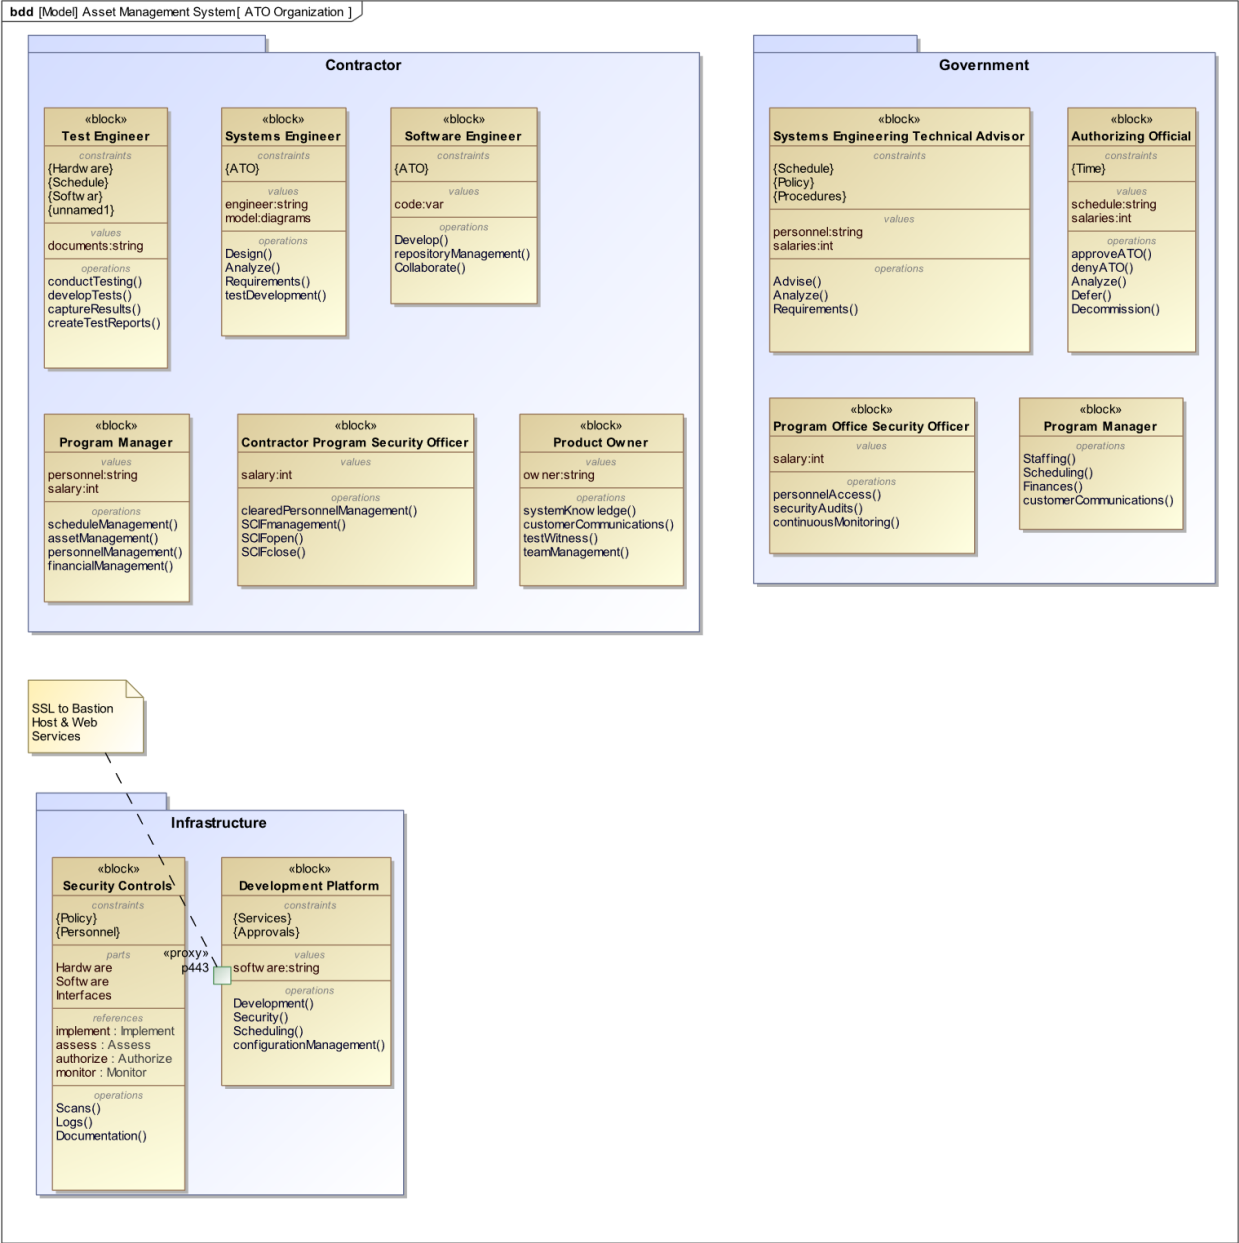 bdd [Model] Asset Management System[ ATO Organization ]
Contractor
«block»
Test Engineer
constraints
{Hardware}
{Schedule}
{Softwar}
{unnamed1}
values
documents:string
operations
conductTesting()
developTests()
captureResults()
createTestReports()
«block»
Systems Engineer
constraints
{ATO}
values
engineer:string
model:diagrams
operations
Design()
Analyze()
Requirements()
testDevelopment()
«block»
Software Engineer
constraints
{ATO}
values
code:var
operations
Develop()
repositoryManagement()
Collaborate()
«block»
Program Manager
values
personnel:string
salary:int
operations
scheduleManagement()
assetManagement()
personnelManagement()
financialManagement()
«block»
Contractor Program Security Officer
values
salary:int
operations
clearedPersonnelManagement()
SCIFmanagement()
SCIFopen()
SCIFclose()
«block»
Product Owner
values
owner:string
operations
systemKnowledge()
customerCommunications()
testWitness()
teamManagement()
Government
«block»
Systems Engineering Technical Advisor
constraints
{Schedule}
{Policy}
{Procedures}
values
personnel:string
salaries:int
operations
Advise()
Analyze()
Requirements()
«block»
Authorizing Official
constraints
{Time}
values
schedule:string
salaries:int
operations
approveATO()
denyATO()
Analyze()
Defer()
Decommission()
«block»
Program Office Security Officer
values
salary:int
operations
personnelAccess()
securityAudits()
continuousMonitoring()
«block»
Program Manager
operations
Staffing()
Scheduling()
Finances()
customerCommunications()
SSL to Bastion
Host & Web
Services
Infrastructure
«block»
Security Controls
constraints
{Policy}
{Personnel}
parts
Hardware
Software
Interfaces
references
implement : Implement
assess : Assess
authorize : Authorize
monitor : Monitor
operations
Scans()
Logs()
Documentation()
«proxy»
p443
«block»
Development Platform
constraints
{Services}
{Approvals}
values
software:string
operations
Development()
Security()
Scheduling()
configurationManagement()